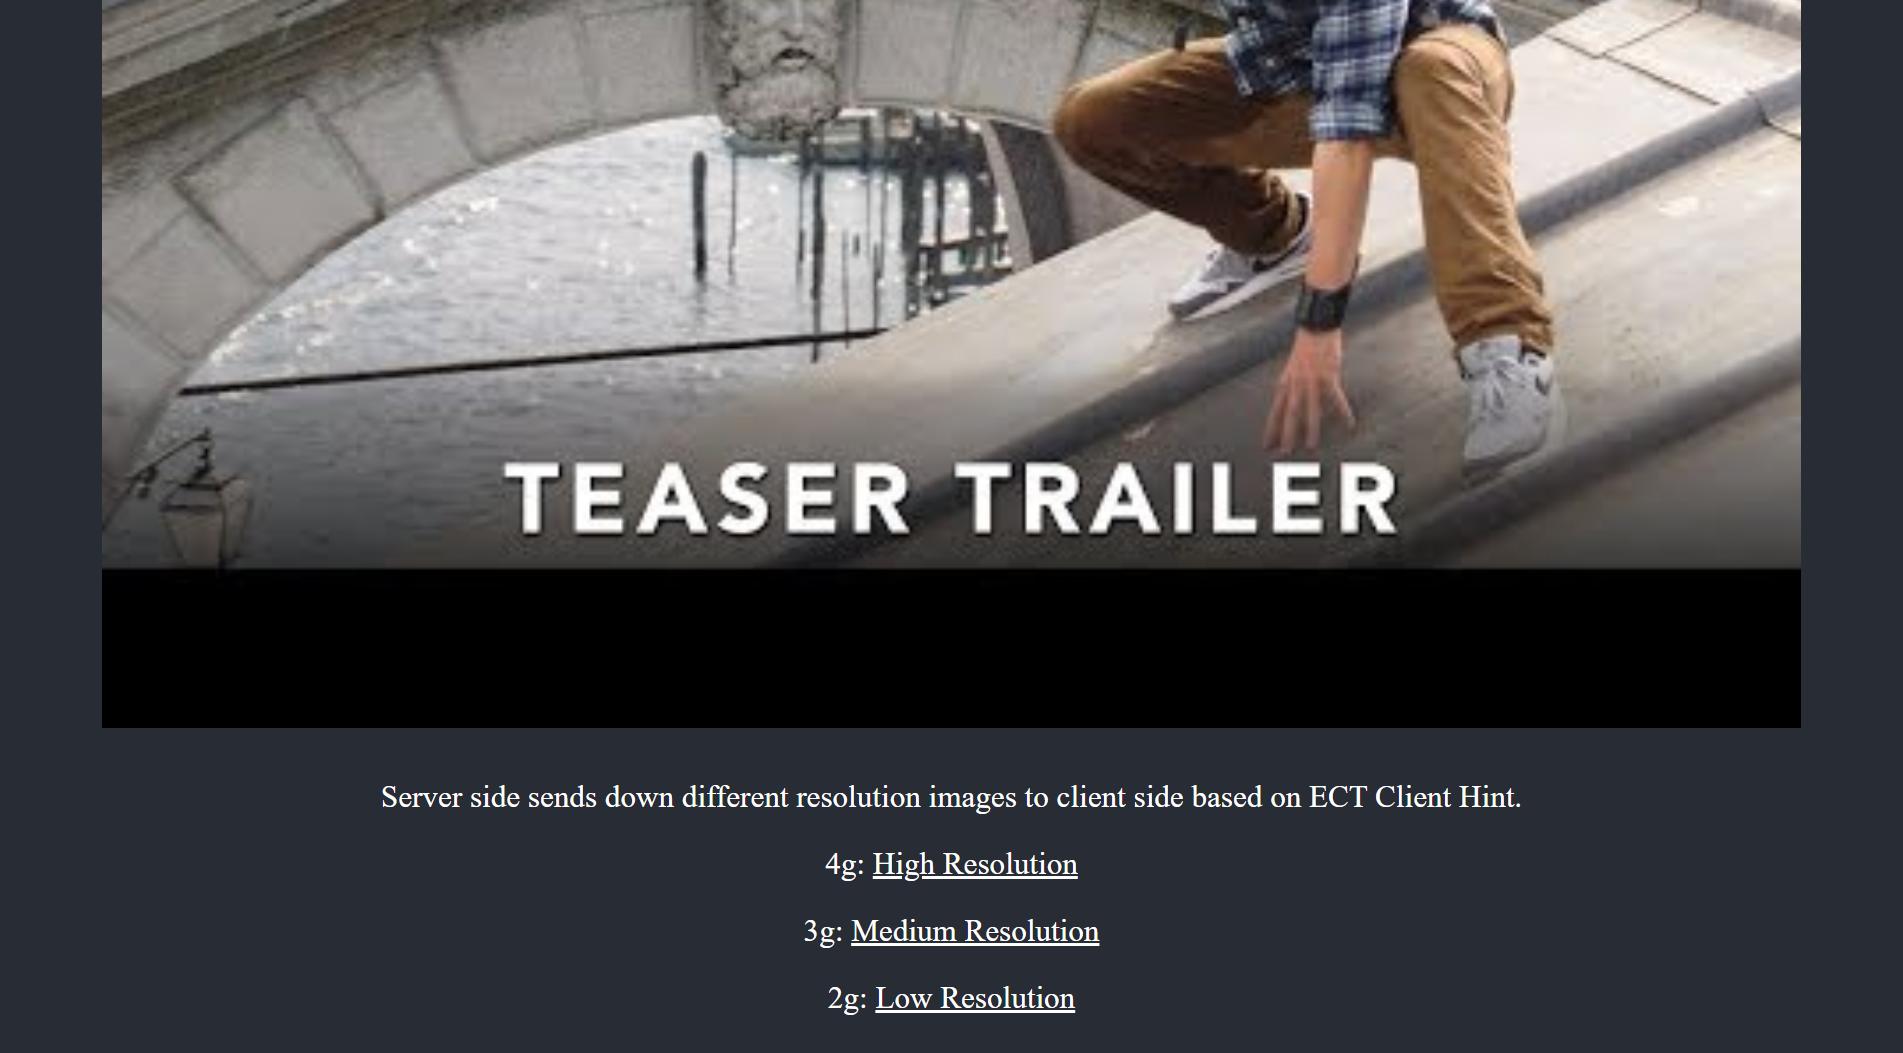 TEASER TRAILER
Server side sends down different resolution images to client side based on ECT Client Hint.
4g: High Resolution
3g: Medium Resolution
2g: Low Resolution